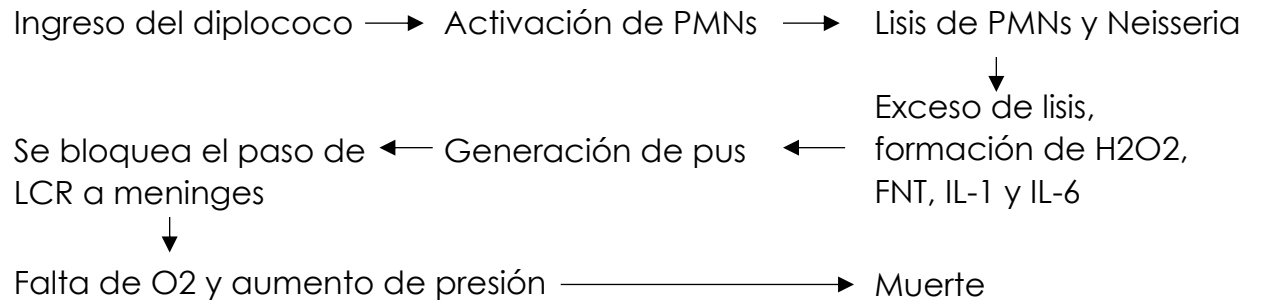 Ingreso del diplococo → Activación de PMNs → Lisis de PMNs y Neisseria
↓
Exceso de lisis,
formación de H2O2,
FNT, IL-1 y IL-6
← Generación de pus
← Se bloquea el paso de
LCR a meninges
↓
Falta de O2 y aumento de presión → Muerte